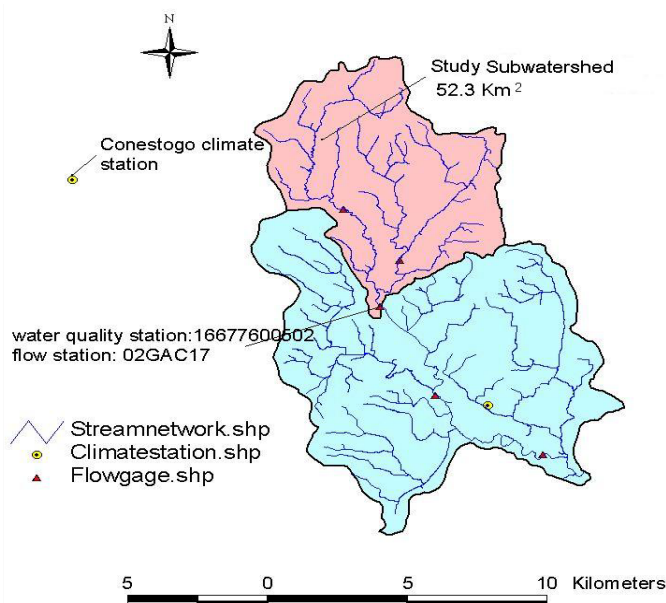 N
Study Subwatershed
52.3 Km²
Conestogo climate
station
water quality station:16677600502
flow station: 02GAC17
Streamnetwork.shp
Climatestation.shp
Flowgage.shp
5 0 5 10 Kilometers